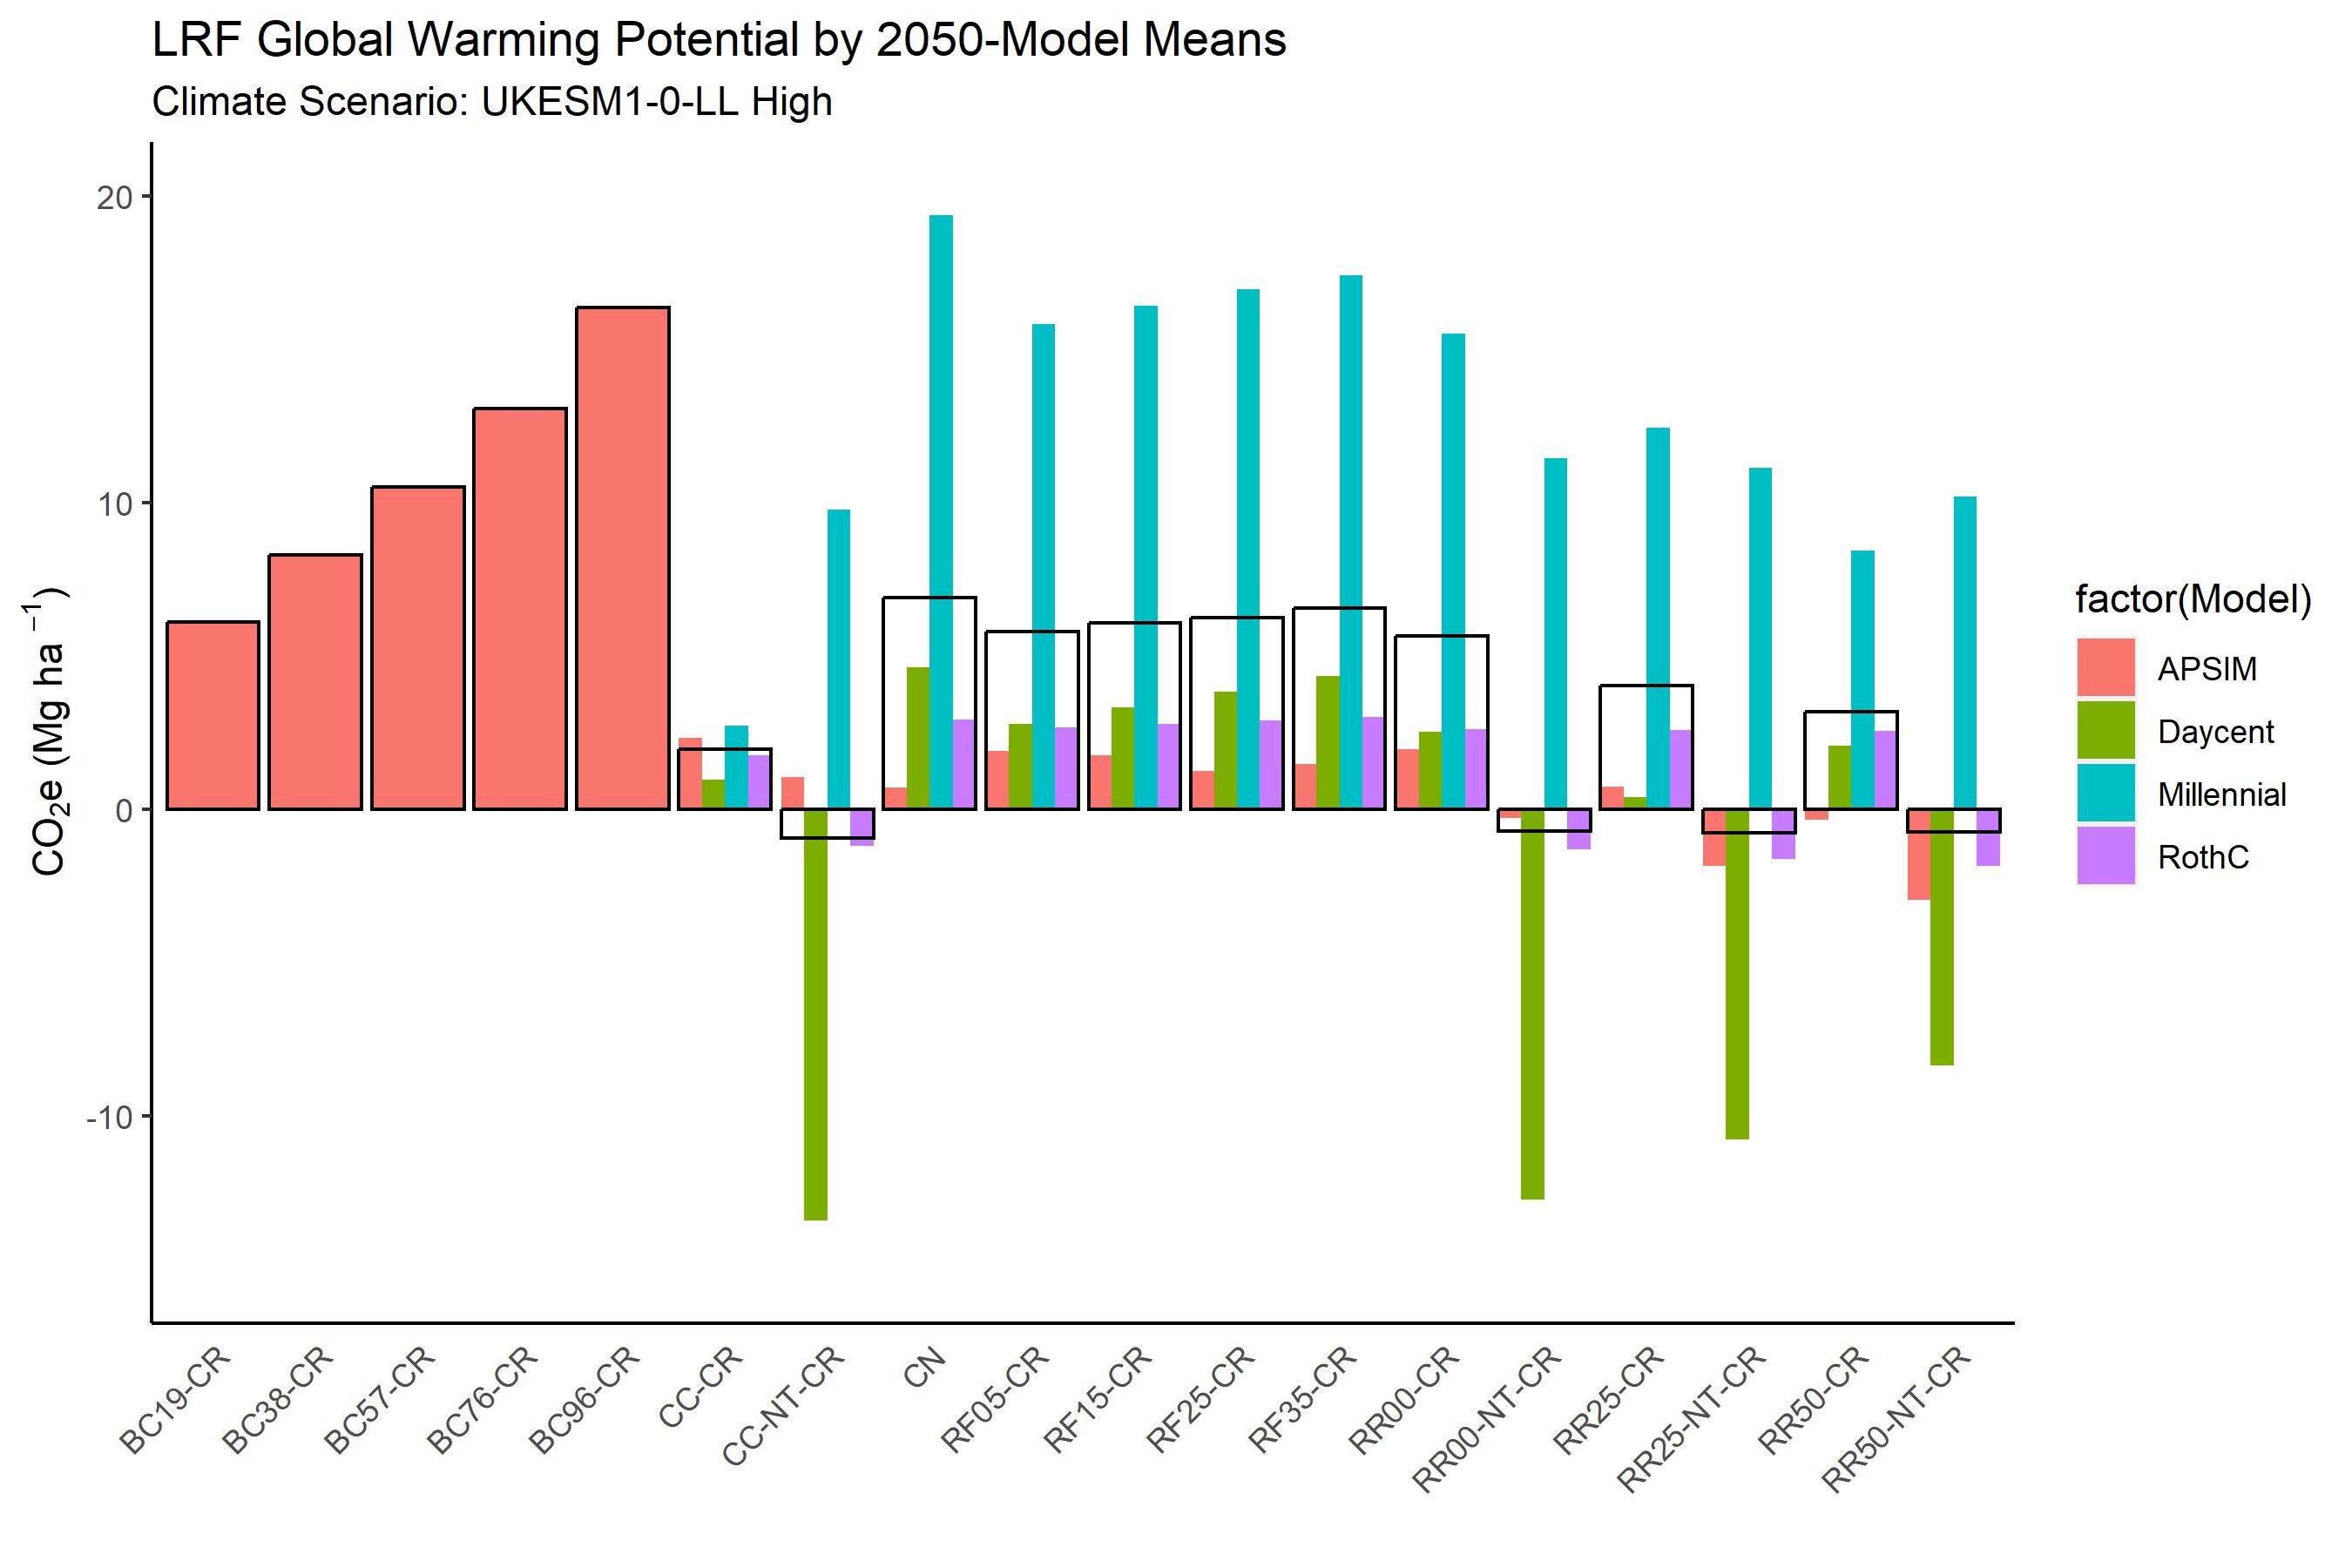 LRF Global Warming Potential by 2050-Model Means
Climate Scenario: UKESM1-0-LL High
CO₂e (Mg ha ⁻¹)
20
10
0
-10
BC19-CR
BC38-CR
BC57-CR
BC76-CR
BC96-CR
CC-CR
CC-NT-CR
CN
RF05-CR
RF15-CR
RF25-CR
RF35-CR
RR00-CR
RR00-NT-CR
RR25-CR
RR25-NT-CR
RR50-CR
RR50-NT-CR
factor(Model)
APSIM
Daycent
Millennial
RothC